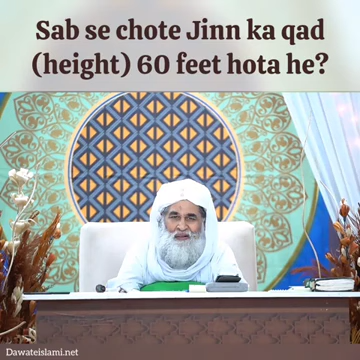 Sab se chote Jinn ka qad
(height) 60 feet hota he?
Dawateislami.net